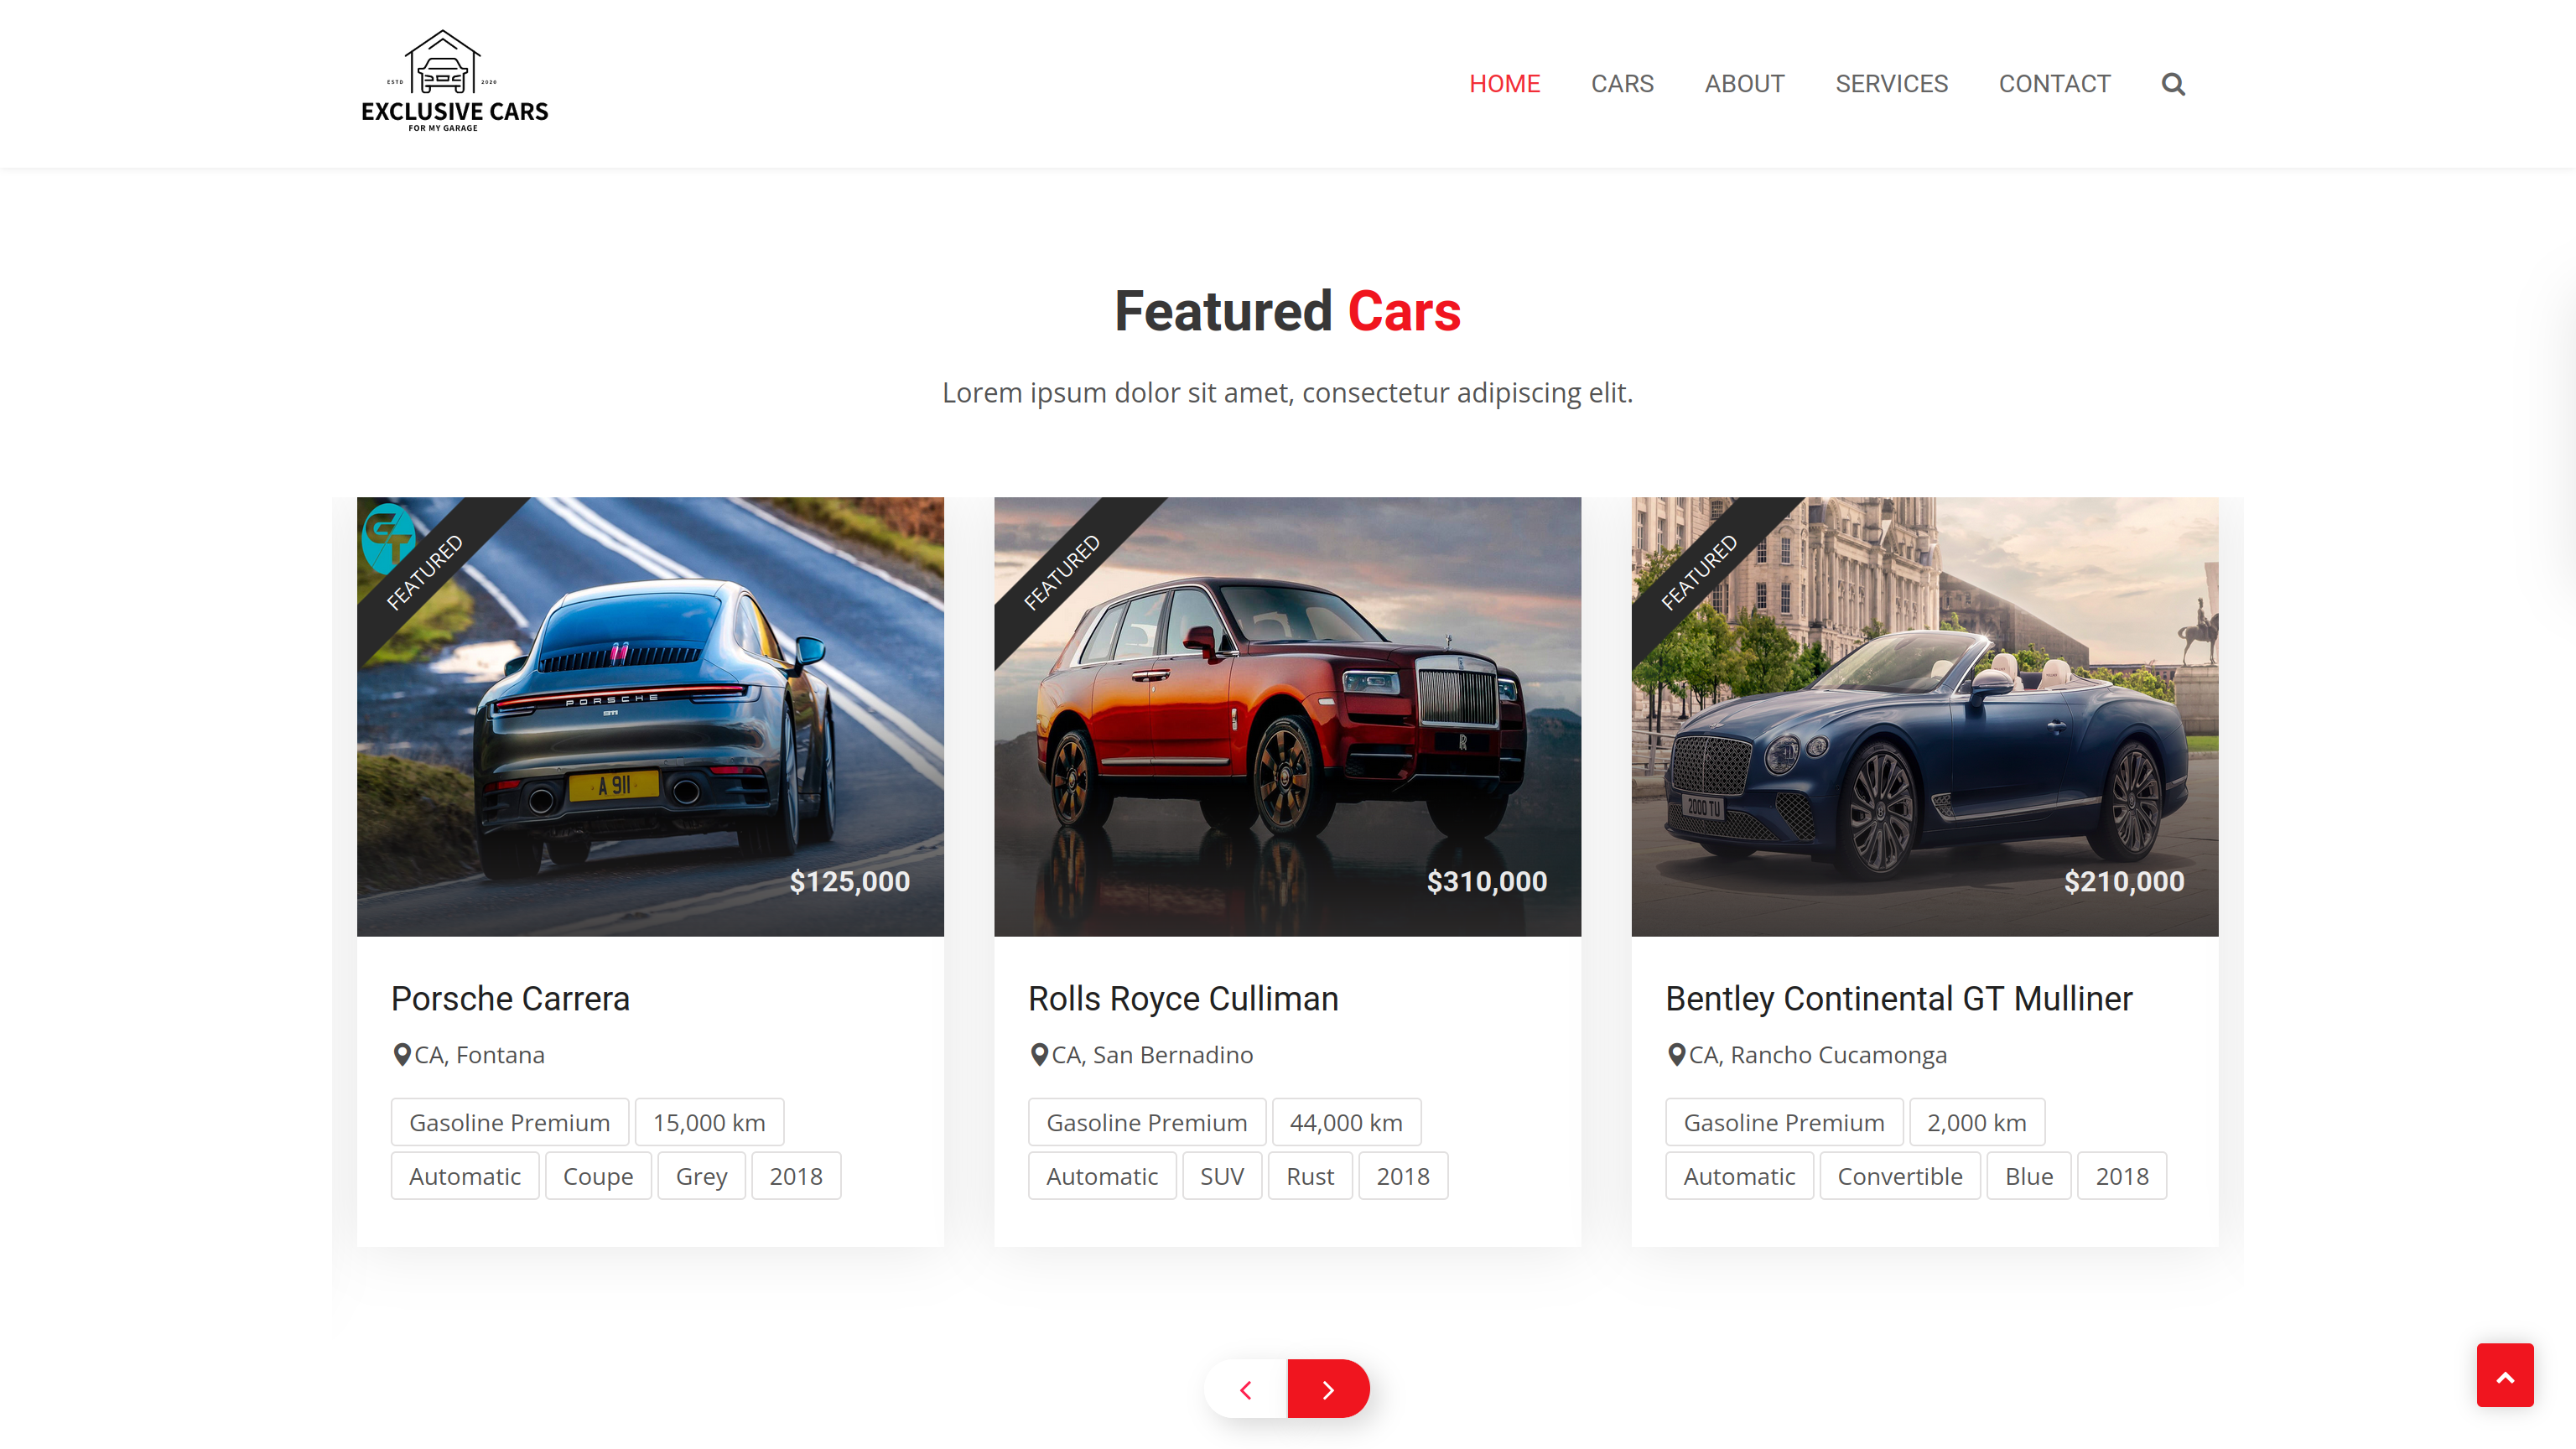 ESTD 2020
EXCLUSIVE CARS
FOR MY GARAGE
HOME CARS ABOUT SERVICES CONTACT
Featured Cars
Lorem ipsum dolor sit amet, consectetur adipiscing elit.
GT
FEATURED
PORSCHE
911
A 911
$125,000
FEATURED
R
$310,000
FEATURED
2000 TU
$210,000
Porsche Carrera
CA, Fontana
Gasoline Premium 15,000 km
Automatic Coupe Grey 2018
Rolls Royce Culliman
CA, San Bernadino
Gasoline Premium 44,000 km
Automatic SUV Rust 2018
Bentley Continental GT Mulliner
CA, Rancho Cucamonga
Gasoline Premium 2,000 km
Automatic Convertible Blue 2018